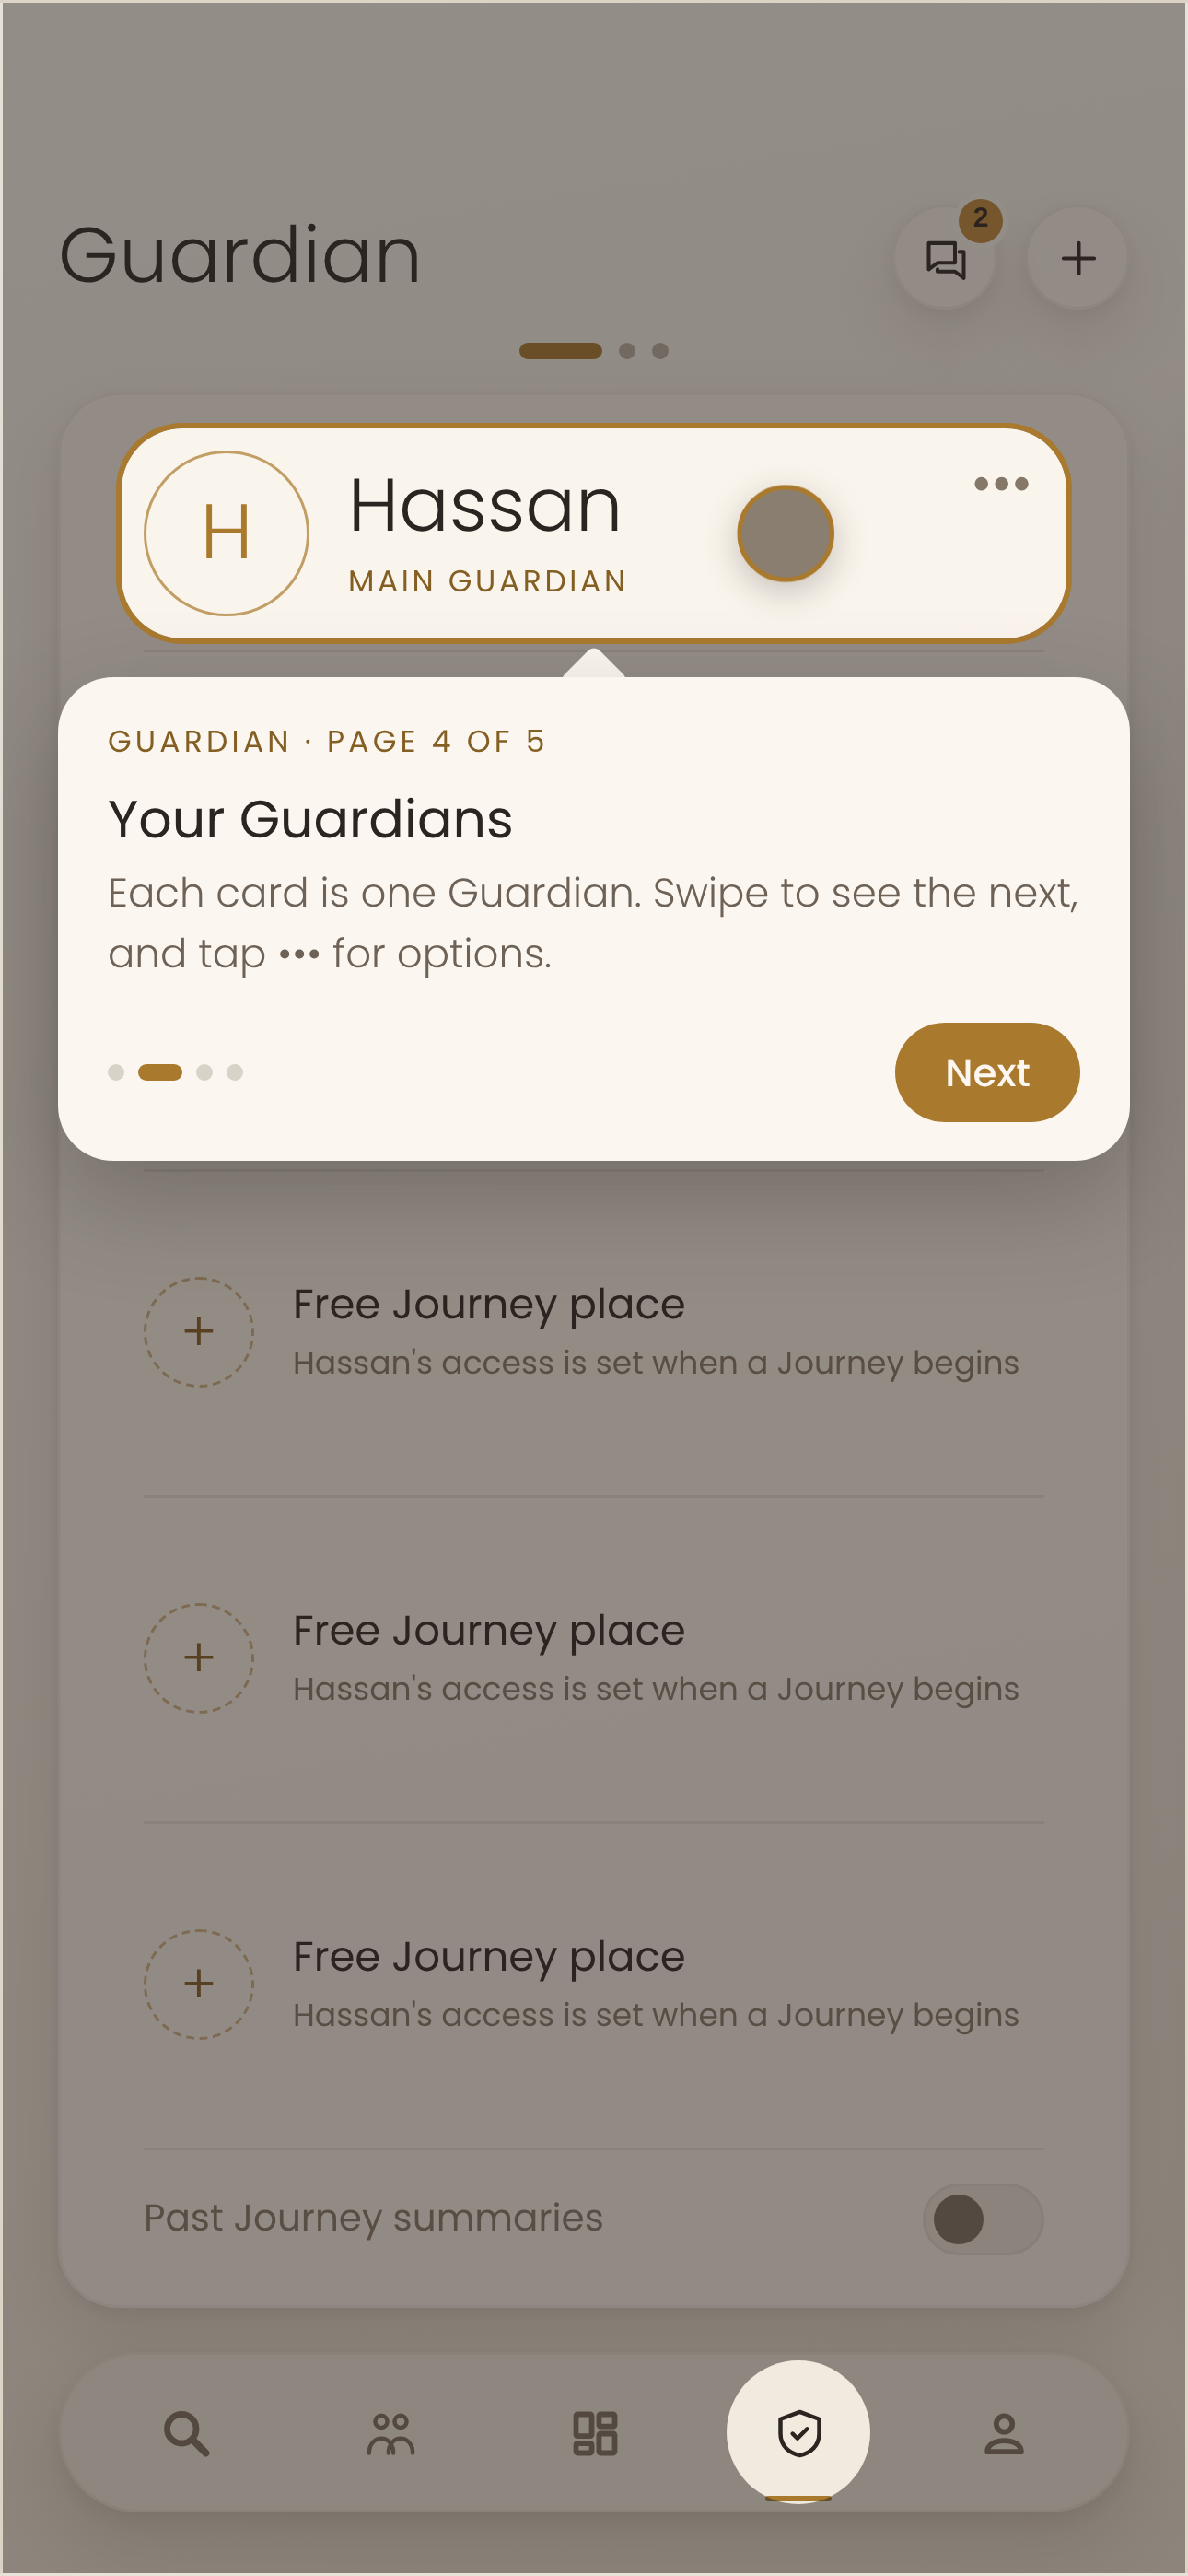 Guardian
2
H
Hassan
MAIN GUARDIAN
GUARDIAN · PAGE 4 OF 5
Your Guardians
Each card is one Guardian. Swipe to see the next,
and tap ••• for options.
Next
Free Journey place
Hassan's access is set when a Journey begins
Free Journey place
Hassan's access is set when a Journey begins
Free Journey place
Hassan's access is set when a Journey begins
Past Journey summaries